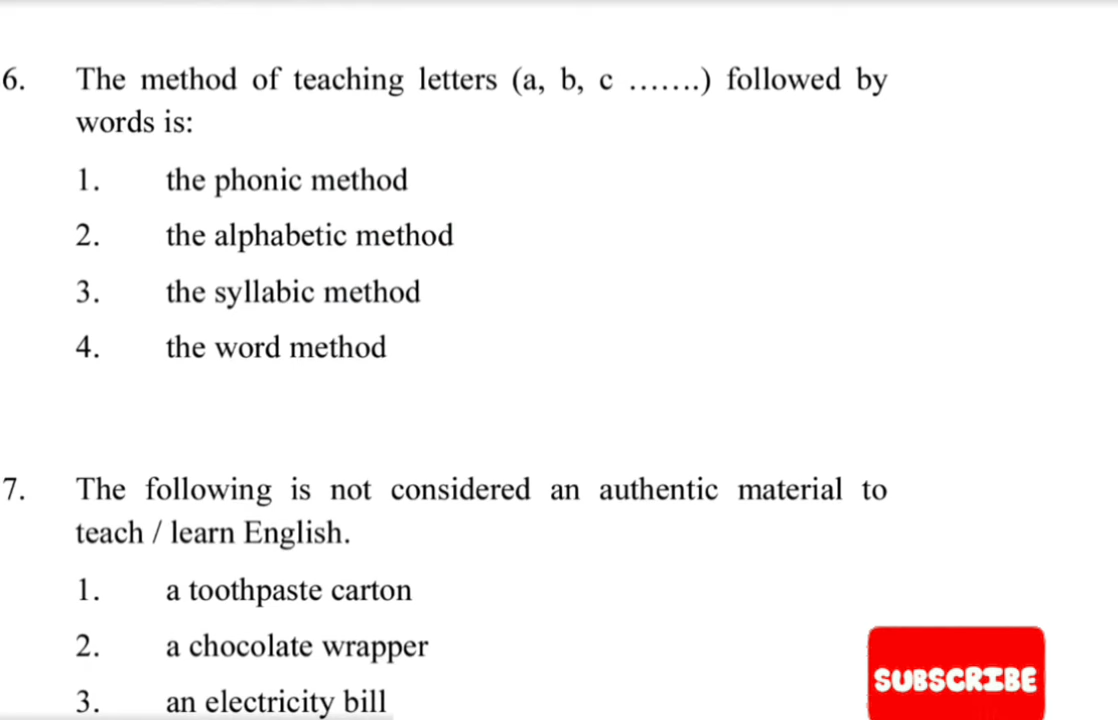 6. The method of teaching letters (a, b, c .......) followed by
words is:
1. the phonic method
2. the alphabetic method
3. the syllabic method
4. the word method
7. The following is not considered an authentic material to
teach / learn English.
1. a toothpaste carton
2. a chocolate wrapper
3. an electricity bill
SUBSCRIBE